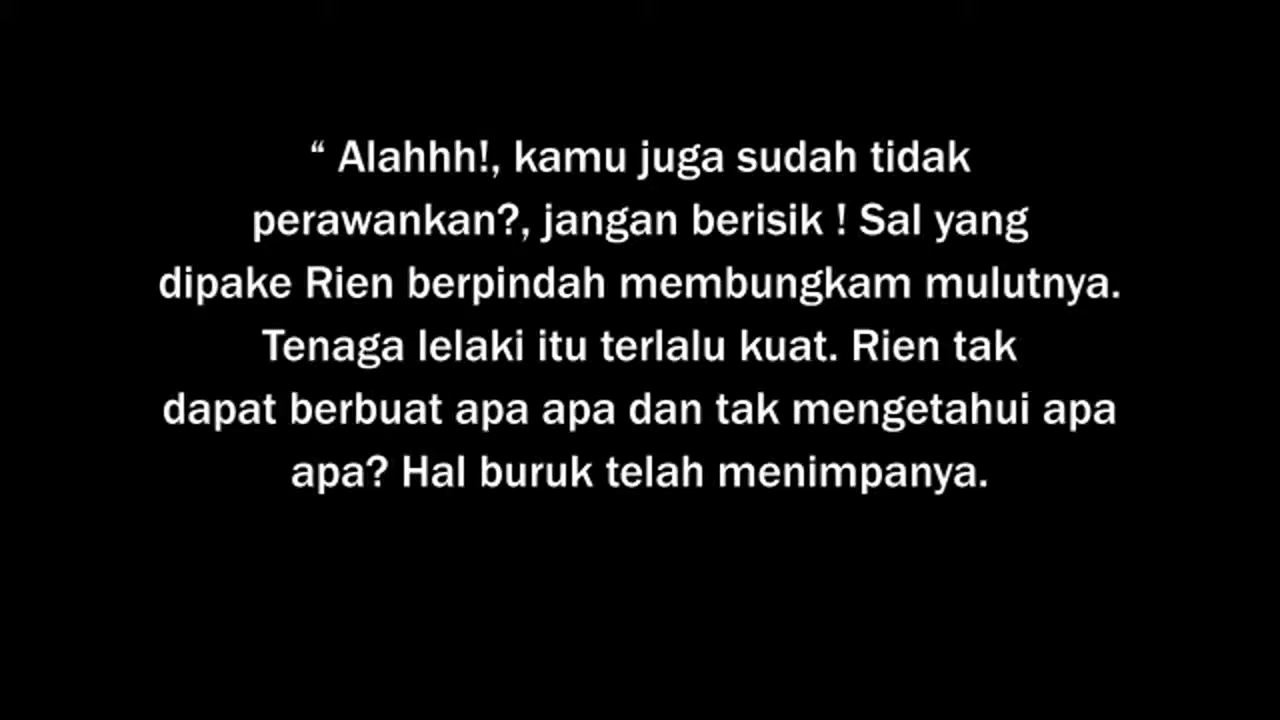 “ Alahhh!, kamu juga sudah tidak
perawankan?, jangan berisik ! Sal yang
dipake Rien berpindah membungkam mulutnya.
Tenaga lelaki itu terlalu kuat. Rien tak
dapat berbuat apa apa dan tak mengetahui apa
apa? Hal buruk telah menimpanya.